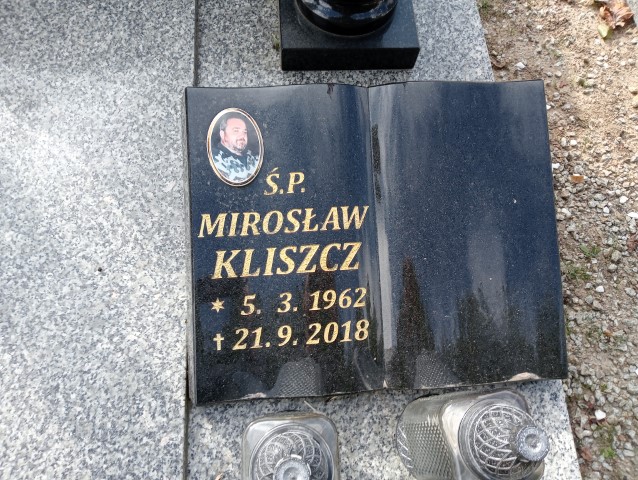 Ś.P.
MIROSŁAW
KLISZCZ
* 5. 3. 1962
† 21. 9. 2018